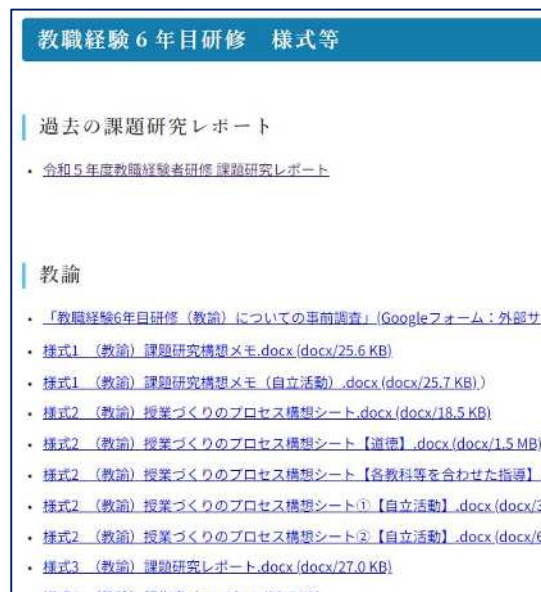 教職経験６年目研修　様式等
過去の課題研究レポート
・ 令和５年度教職経験者研修 課題研究レポート
教諭
・ 「教職経験6年目研修（教諭）についての事前調査」(Googleフォーム：外部サ
・ 様式1　（教諭）課題研究構想メモ.docx (docx/25.6 KB)
・ 様式1　（教諭）課題研究構想メモ（自立活動）.docx (docx/25.7 KB) )
・ 様式2　（教諭）授業づくりのプロセス構想シート.docx (docx/18.5 KB)
・ 様式2　（教諭）授業づくりのプロセス構想シート【道徳】.docx (docx/1.5 MB)
・ 様式2　（教諭）授業づくりのプロセス構想シート【各教科等を合わせた指導】.
・ 様式2　（教諭）授業づくりのプロセス構想シート①【自立活動】.docx (docx/3
・ 様式2　（教諭）授業づくりのプロセス構想シート②【自立活動】.docx (docx/6
・ 様式3　（教諭）課題研究レポート.docx (docx/27.0 KB)